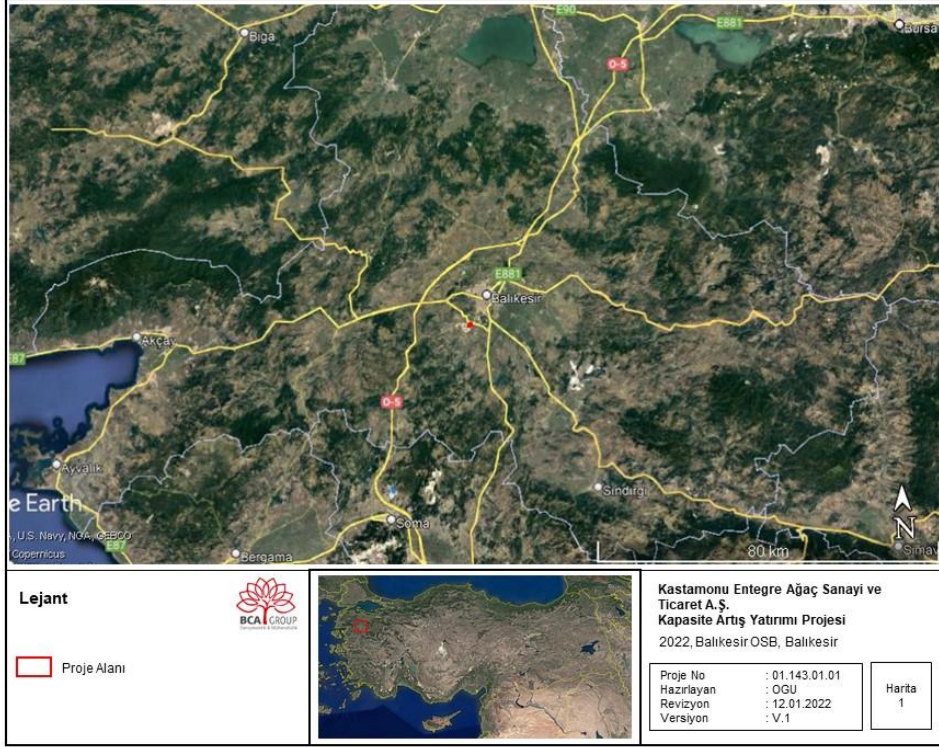 E90
E881
Biga
Bursa
O-5
E881
Balıkesir
Akçay
E87
O-5
Ayvalık
Sındırgı
e Earth
Soma
N
, U.S. Navy, NGA, GEBCO
E87
80 km
Simav
Copernicus
Bergama
Lejant
BCA GROUP
Proje Alanı
Kastamonu Entegre Ağaç Sanayi ve
Ticaret A.Ş.
Kapasite Artış Yatırımı Projesi
2022, Balıkesir OSB, Balıkesir
Proje No : 01.143.01.01
Hazırlayan : OGU
Revizyon : 12.01.2022
Versiyon : V.1
Harita
1